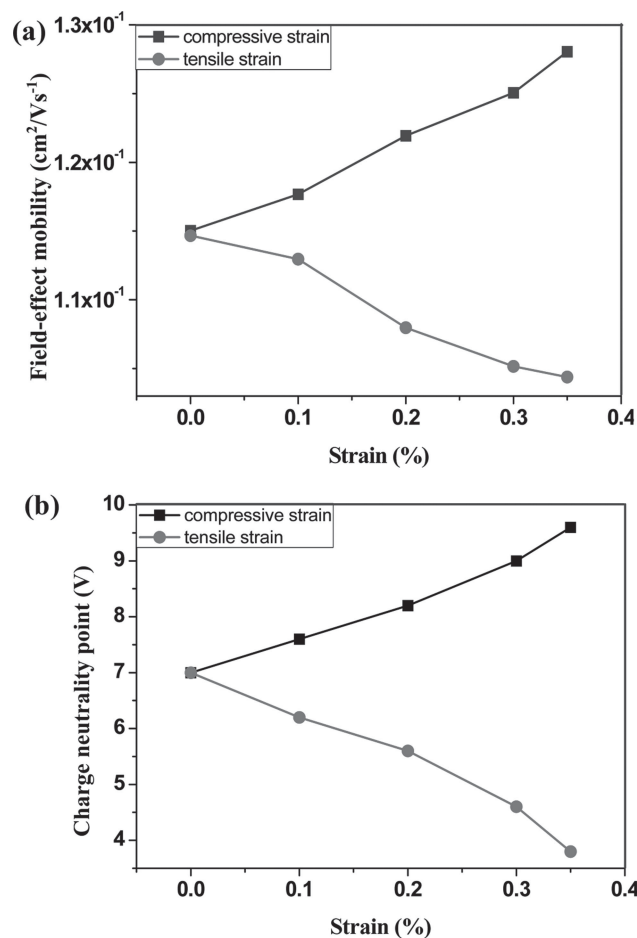 (a)
1.3x10⁻¹
compressive strain
tensile strain
1.2x10⁻¹
1.1x10⁻¹
Field-effect mobility (cm²/Vs⁻¹)
0.0 0.1 0.2 0.3 0.4
Strain (%)
(b)
10
compressive strain
tensile strain
9
8
7
6
5
4
Charge neutrality point (V)
0.0 0.1 0.2 0.3 0.4
Strain (%)